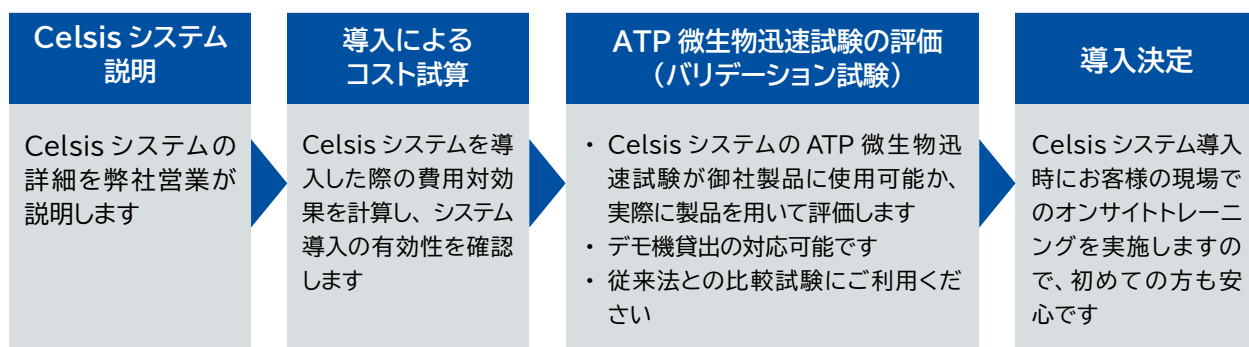 Celsis システム
説明
Celsis システムの
詳細を弊社営業が
説明します
導入による
コスト試算
Celsis システムを導
入した際の費用対効
果を計算し、システム
導入の有効性を確認
します
ATP 微生物迅速試験の評価
（バリデーション試験）
・ Celsis システムの ATP 微生物迅
速試験が御社製品に使用可能か、
実際に製品を用いて評価します
・ デモ機貸出の対応可能です
・ 従来法との比較試験にご利用くだ
さい
導入決定
Celsis システム導入
時にお客様の現場で
のオンサイトトレーニ
ングを実施しますの
で、初めての方も安
心です